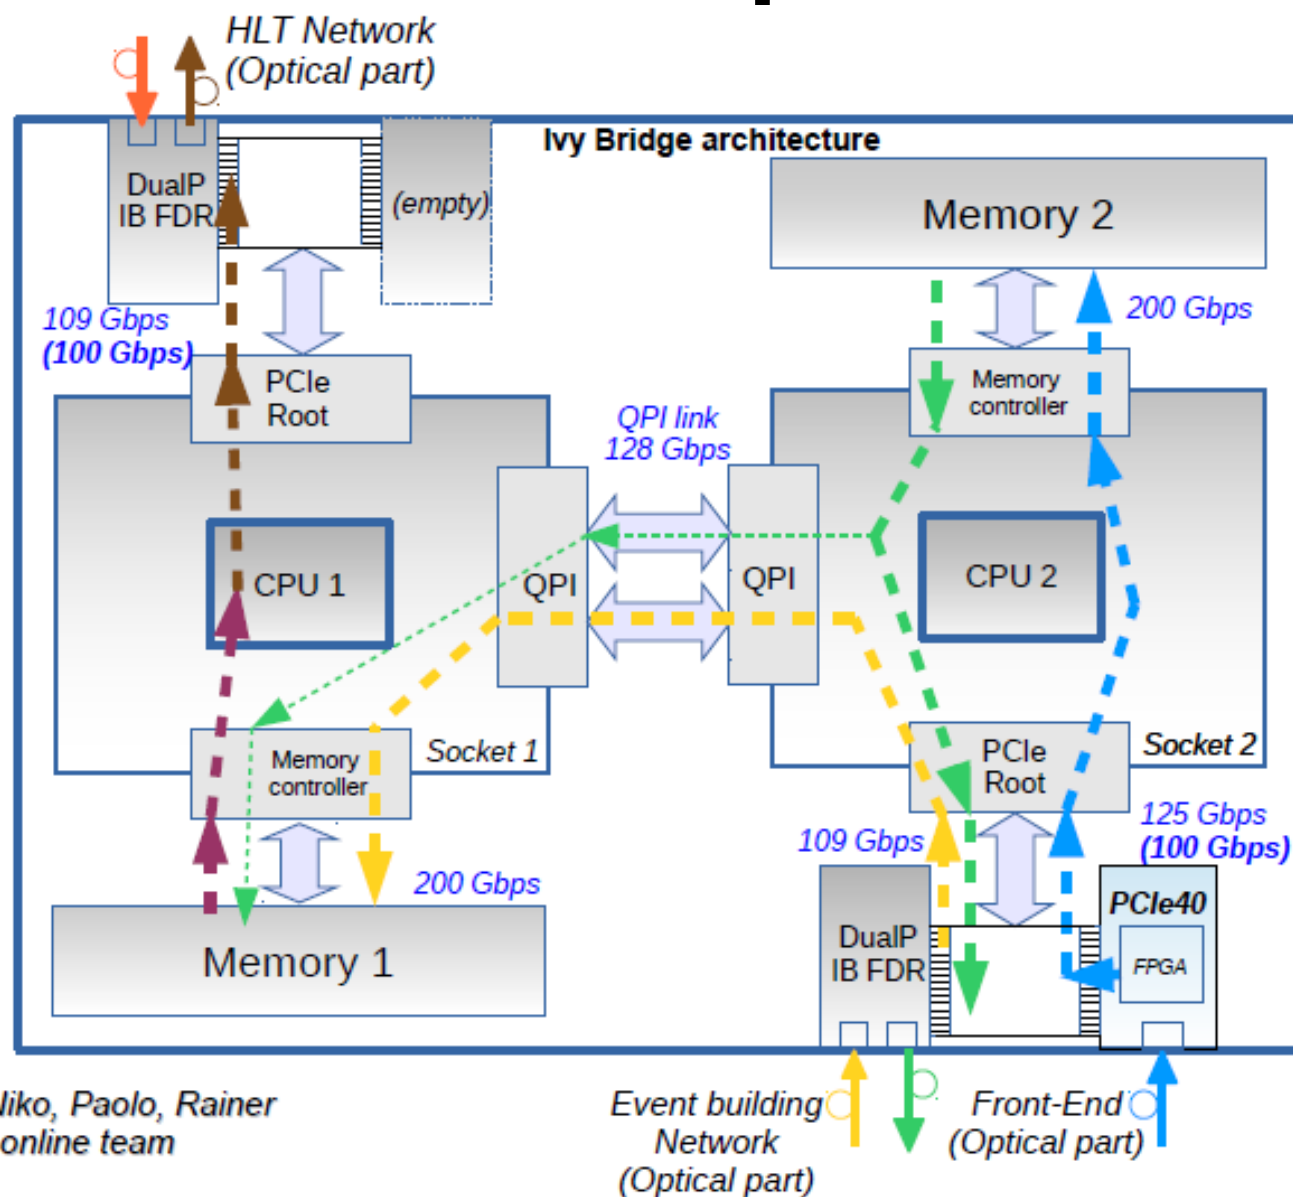 HLT Network
(Optical part)
Ivy Bridge architecture
DualP
IB FDR
(empty)
Memory 2
109 Gbps
(100 Gbps)
200 Gbps
PCIe
Root
Memory
controller
QPI link
128 Gbps
CPU 1
QPI
QPI
CPU 2
Memory
controller
Socket 1
PCIe
Root
Socket 2
200 Gbps
109 Gbps
125 Gbps
(100 Gbps)
Memory 1
DualP
IB FDR
PCIe40
FPGA
Niko, Paolo, Rainer
online team
Event building
Network
(Optical part)
Front-End
(Optical part)